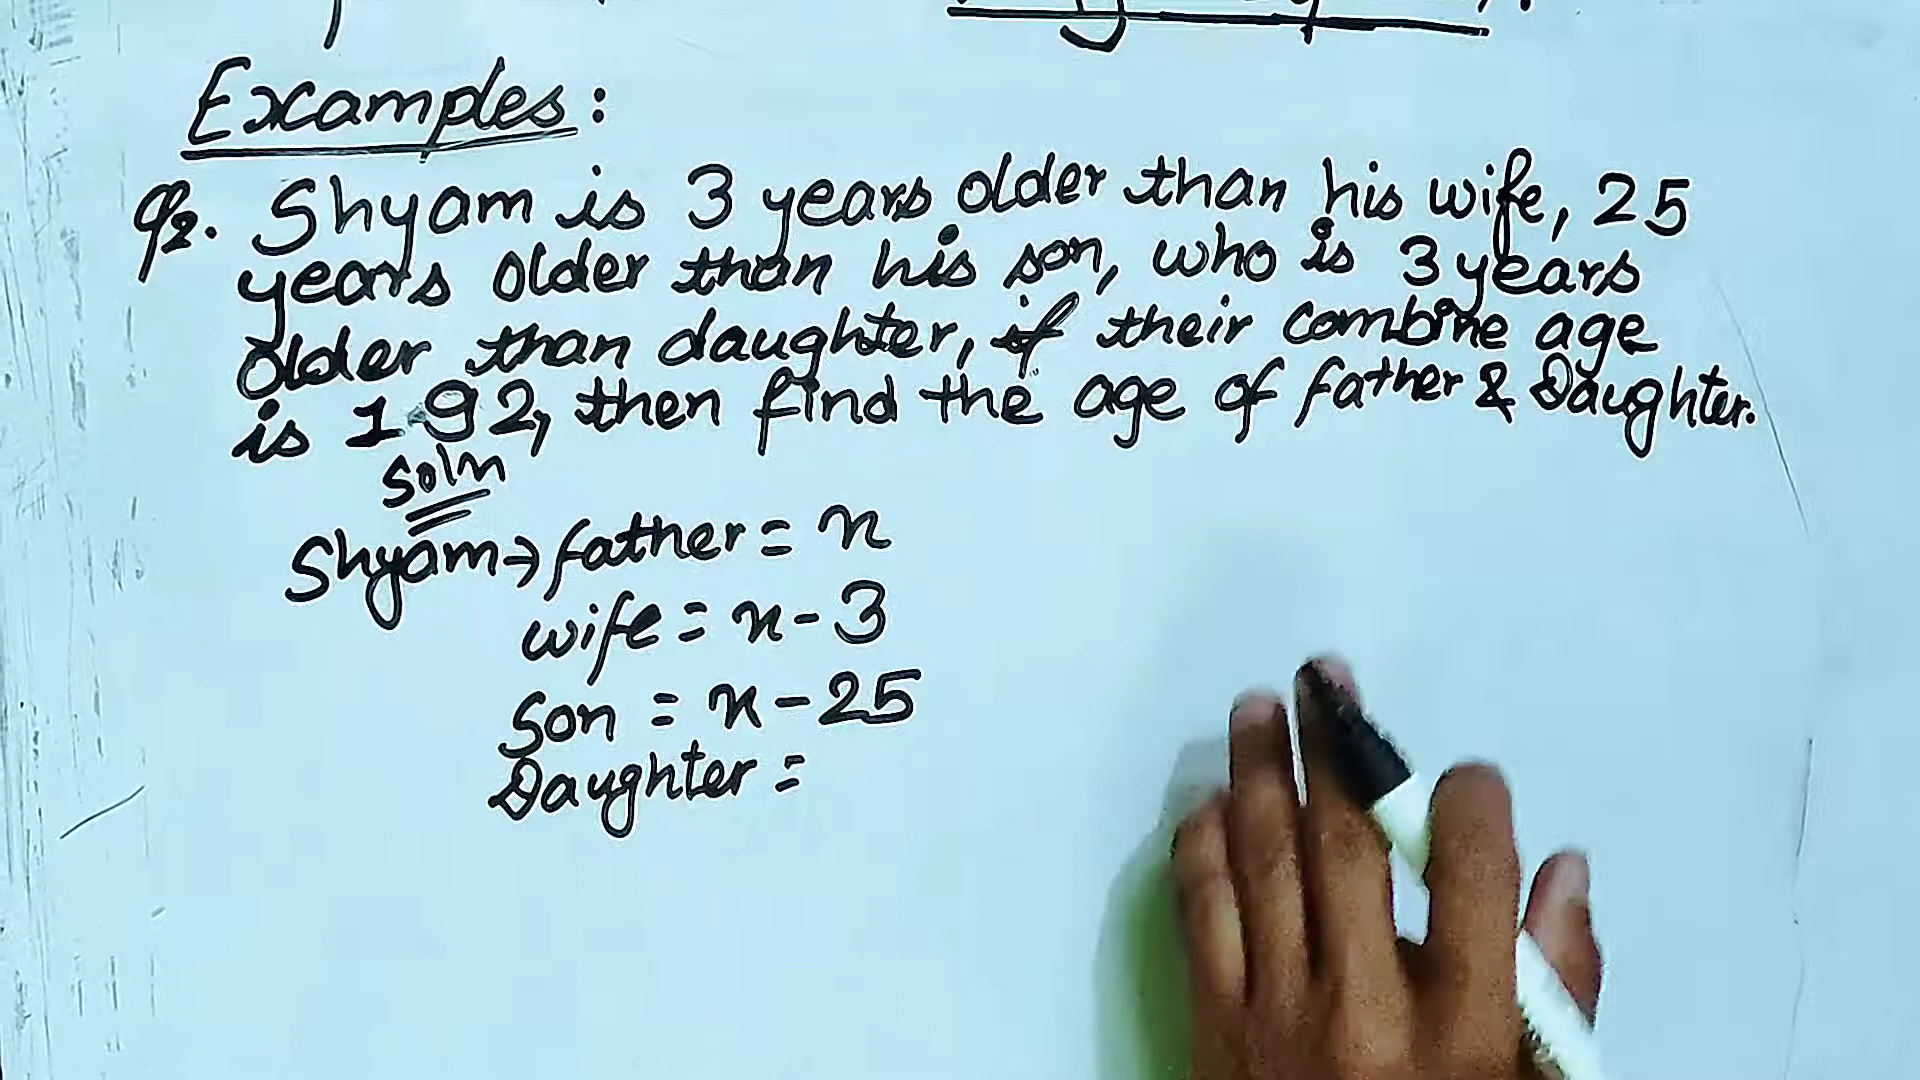 Examples:
Q2. Shyam is 3 years older than his wife, 25
years older than his son, who is 3 years
older than daughter, if their combine age
is 192, then find the age of father & Daughter.
Soln
Shyam → father = x
wife = x - 3
Son = x - 25
Daughter =